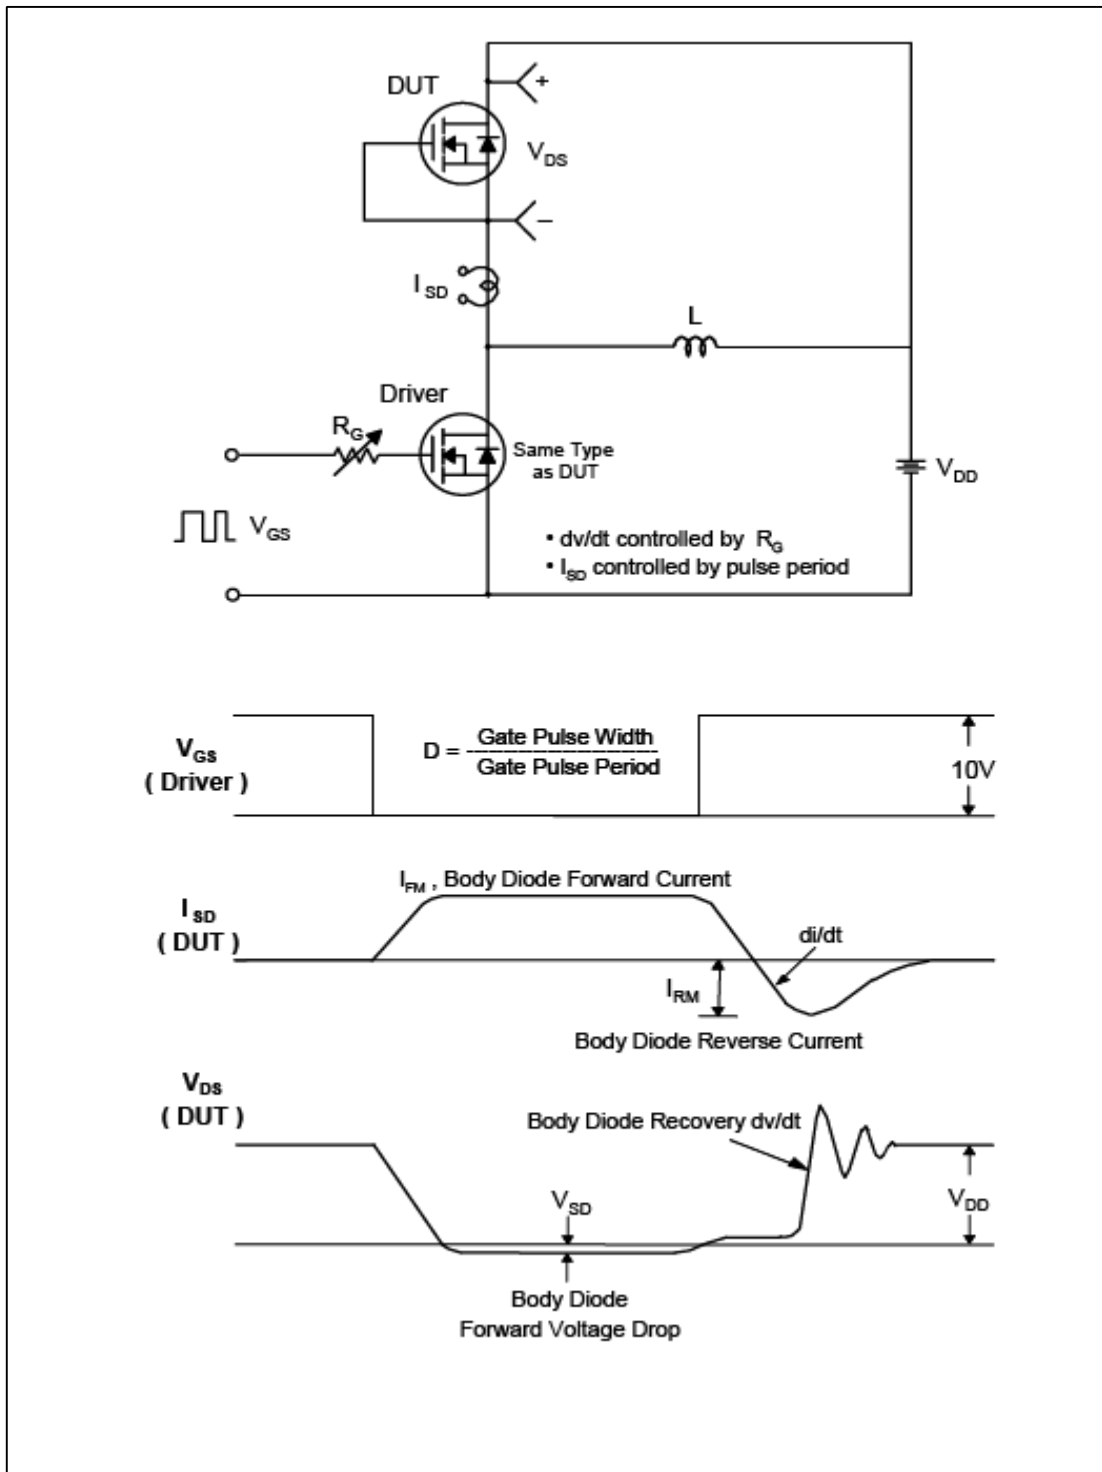 DUT
+
V_DS
–
I_SD
L
Driver
R_G
Same Type
as DUT
V_DD
V_GS
• dv/dt controlled by R_G
• I_SD controlled by pulse period
V_GS
( Driver )
D = Gate Pulse Width
Gate Pulse Period
10V
I_FM , Body Diode Forward Current
I_SD
( DUT )
di/dt
I_RM
Body Diode Reverse Current
V_DS
( DUT )
Body Diode Recovery dv/dt
V_SD
V_DD
Body Diode
Forward Voltage Drop